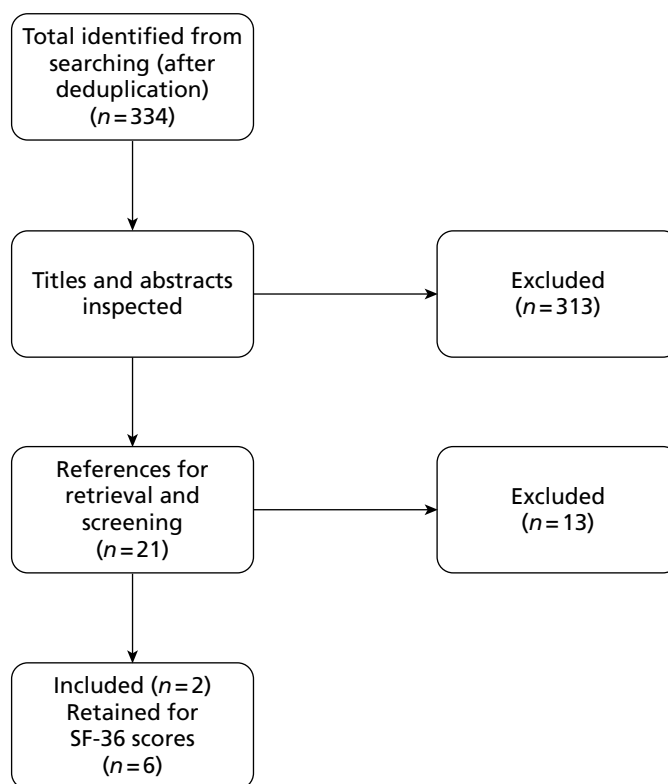 Total identified from
searching (after
deduplication)
(n=334)
Titles and abstracts
inspected
Excluded
(n=313)
References for
retrieval and
screening
(n=21)
Excluded
(n=13)
Included (n=2)
Retained for
SF-36 scores
(n=6)